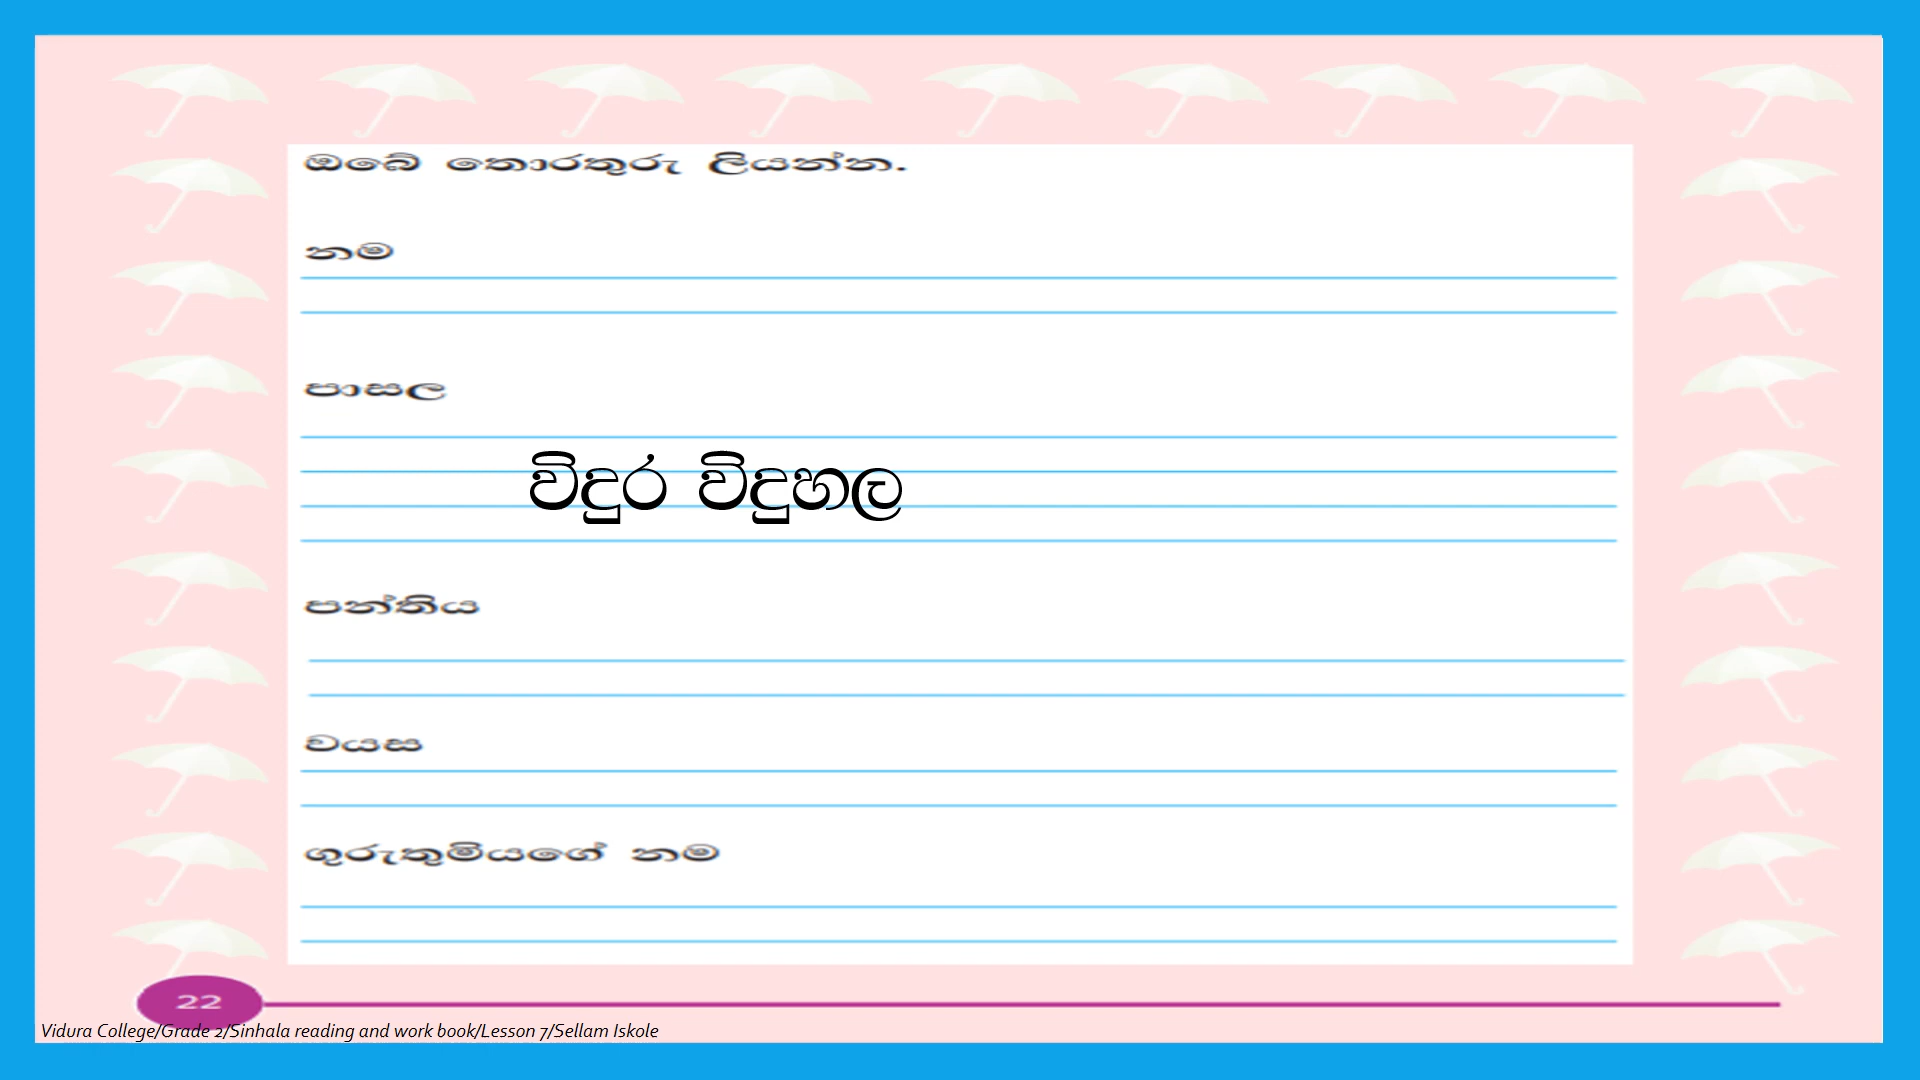 ඔබේ තොරතුරු ලියන්න.
නම
පාසල
විදුර විදුහල
පන්තිය
වයස
ගුරුතුමියගේ නම
22
Vidura College/Grade 2/Sinhala reading and work book/Lesson 7/Sellam Iskole